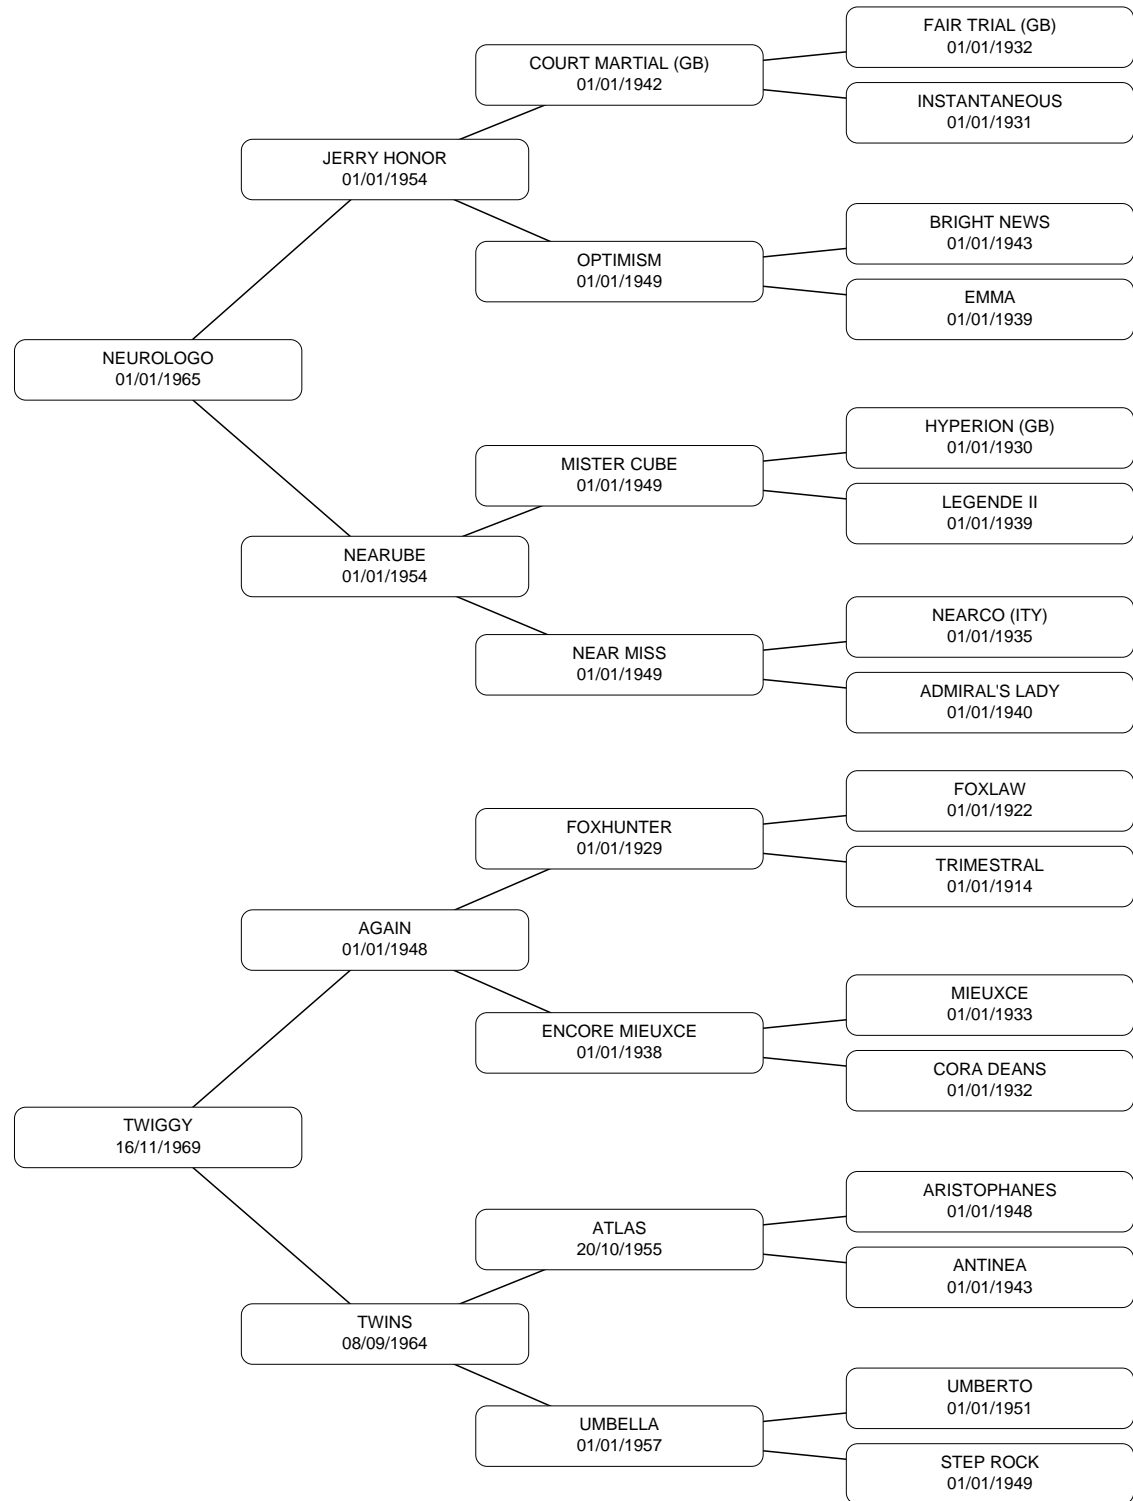 FAIR TRIAL (GB)
01/01/1932
COURT MARTIAL (GB)
01/01/1942
INSTANTANEOUS
01/01/1931
JERRY HONOR
01/01/1954
BRIGHT NEWS
01/01/1943
OPTIMISM
01/01/1949
EMMA
01/01/1939
NEUROLOGO
01/01/1965
HYPERION (GB)
01/01/1930
MISTER CUBE
01/01/1949
LEGENDE II
01/01/1939
NEARUBE
01/01/1954
NEARCO (ITY)
01/01/1935
NEAR MISS
01/01/1949
ADMIRAL'S LADY
01/01/1940
FOXLAW
01/01/1922
FOXHUNTER
01/01/1929
TRIMESTRAL
01/01/1914
AGAIN
01/01/1948
MIEUXCE
01/01/1933
ENCORE MIEUXCE
01/01/1938
CORA DEANS
01/01/1932
TWIGGY
16/11/1969
ARISTOPHANES
01/01/1948
ATLAS
20/10/1955
ANTINEA
01/01/1943
TWINS
08/09/1964
UMBERTO
01/01/1951
UMBELLA
01/01/1957
STEP ROCK
01/01/1949